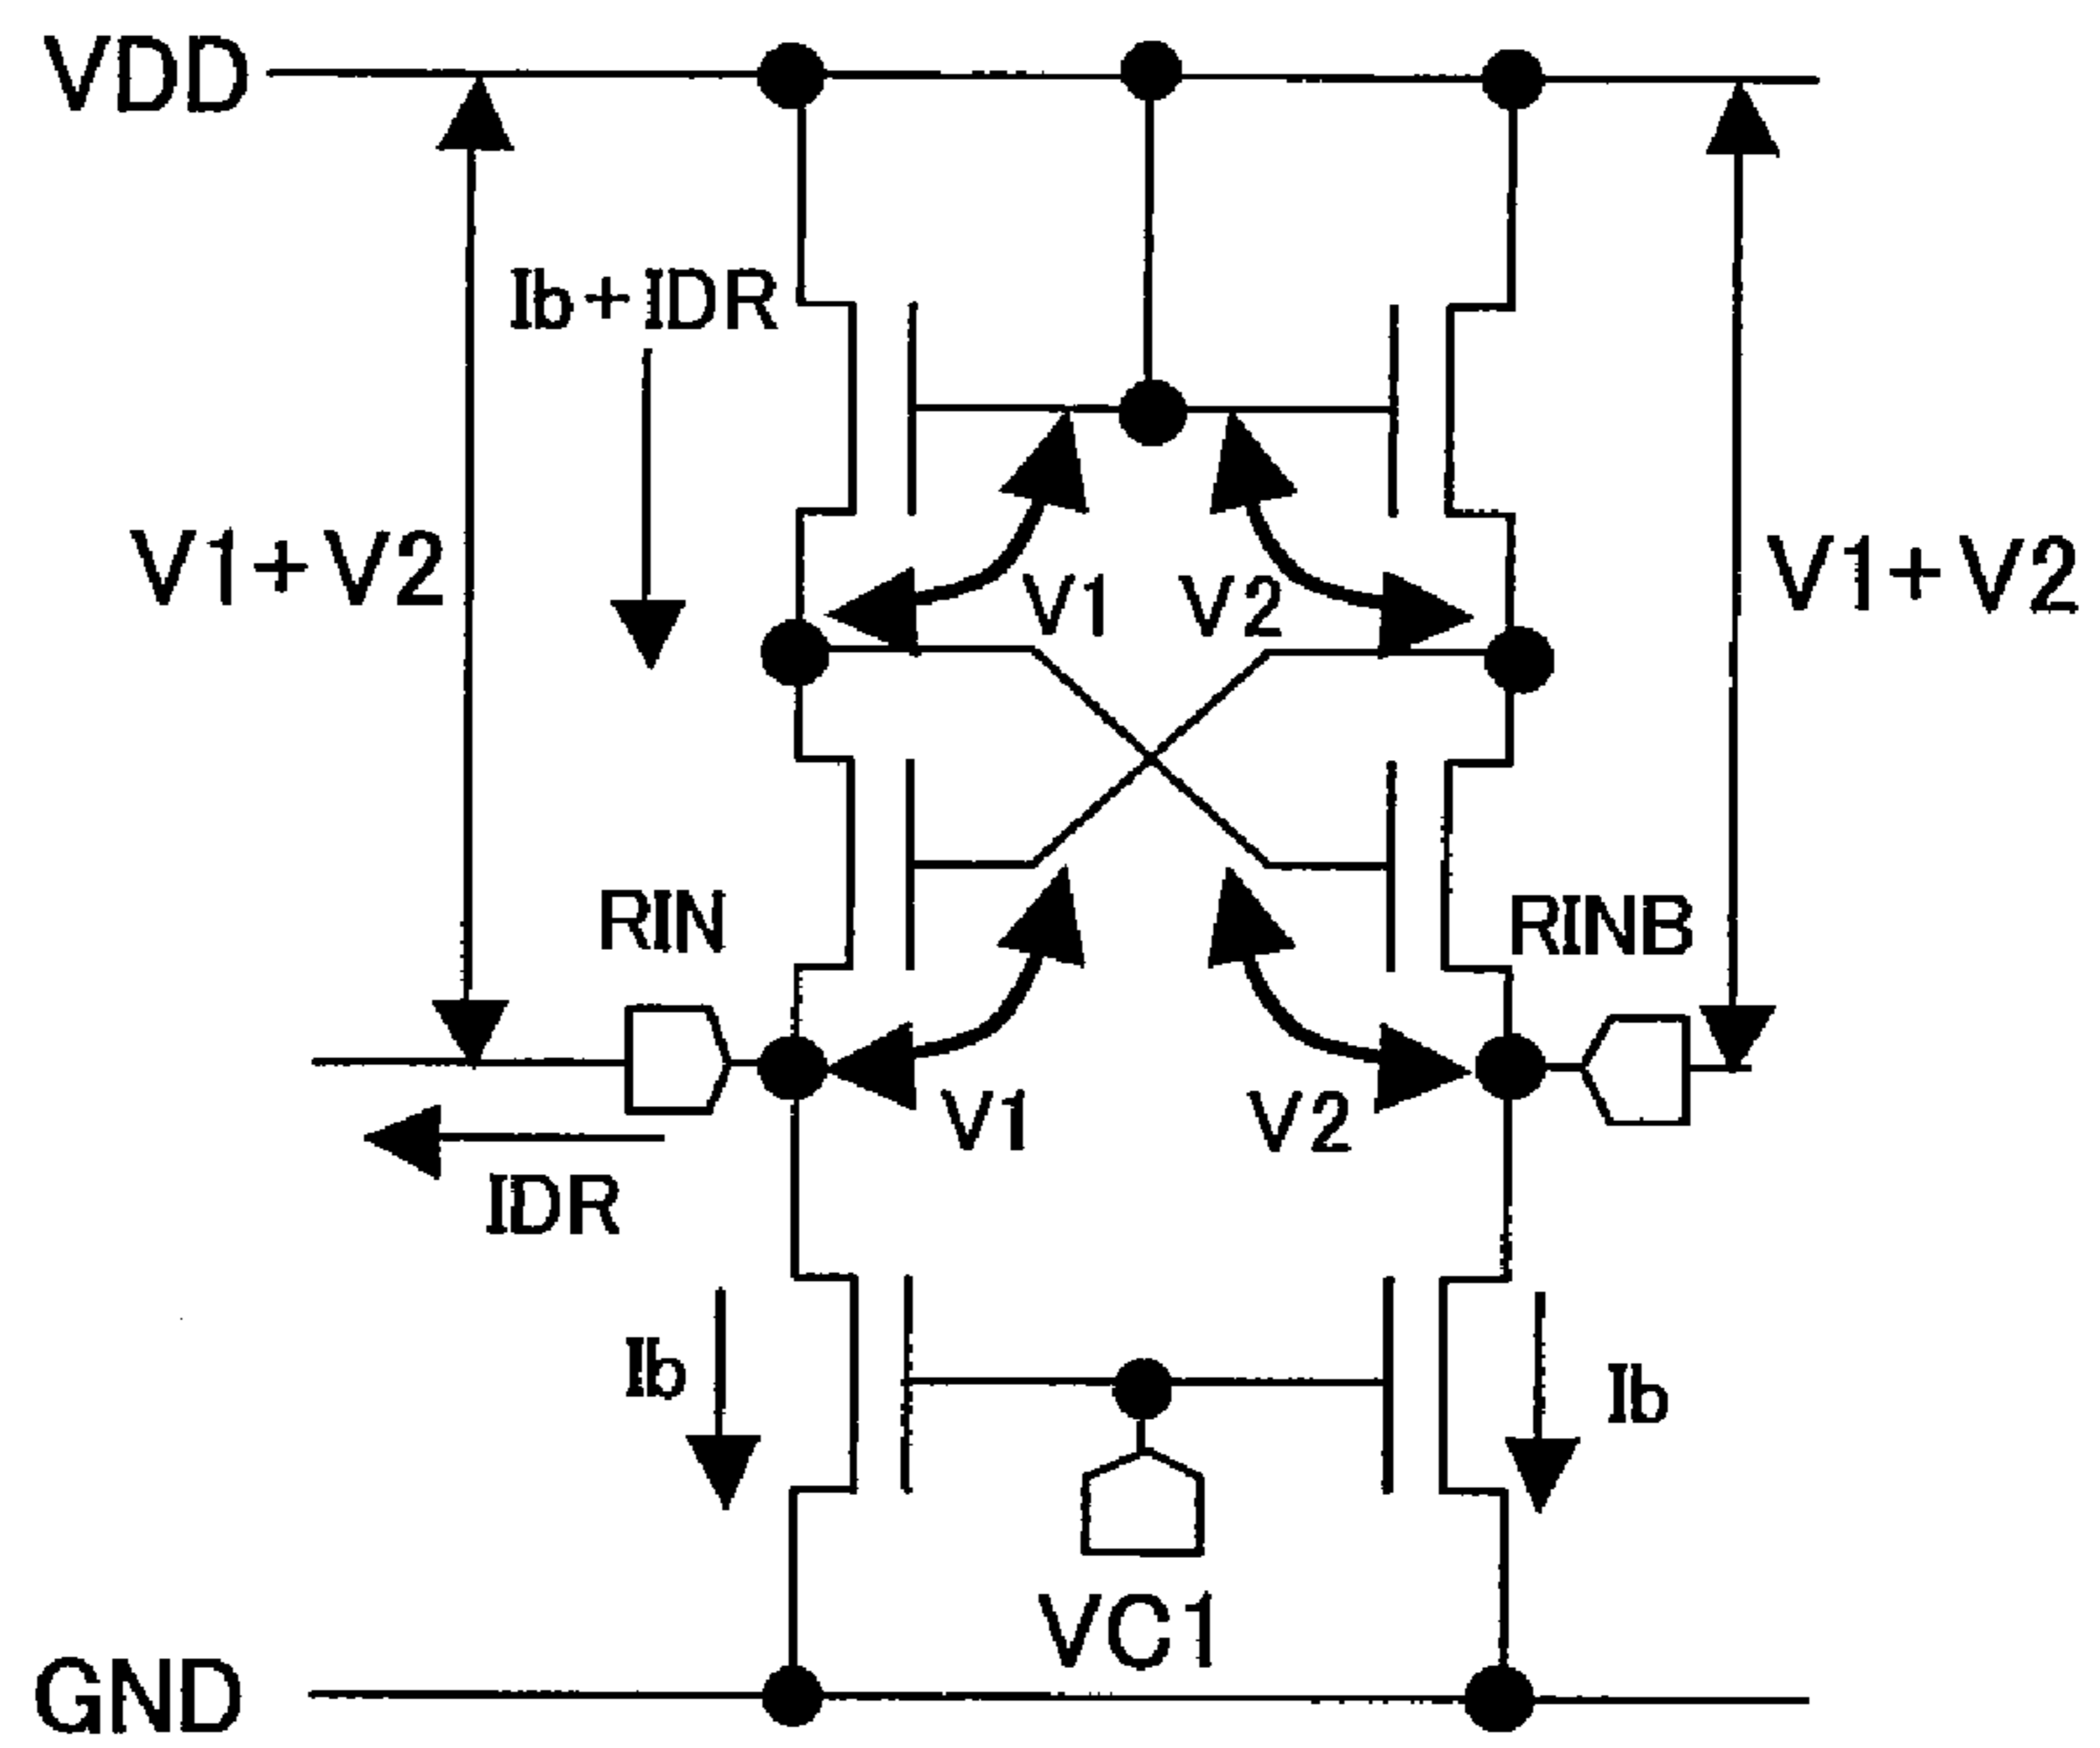 VDD
Ib+IDR
V1+V2
V1
V2
V1+V2
RIN
RINB
V1
V2
IDR
Ib
Ib
VC1
GND